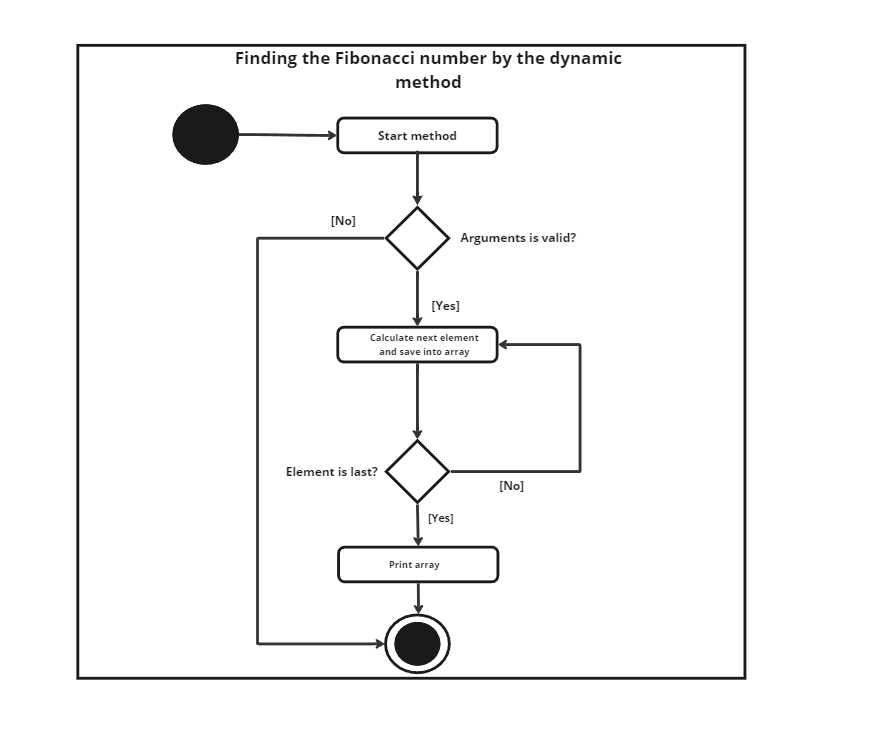 Finding the Fibonacci number by the dynamic
method
Start method
[No]
Arguments is valid?
[Yes]
Calculate next element
and save into array
Element is last?
[No]
[Yes]
Print array